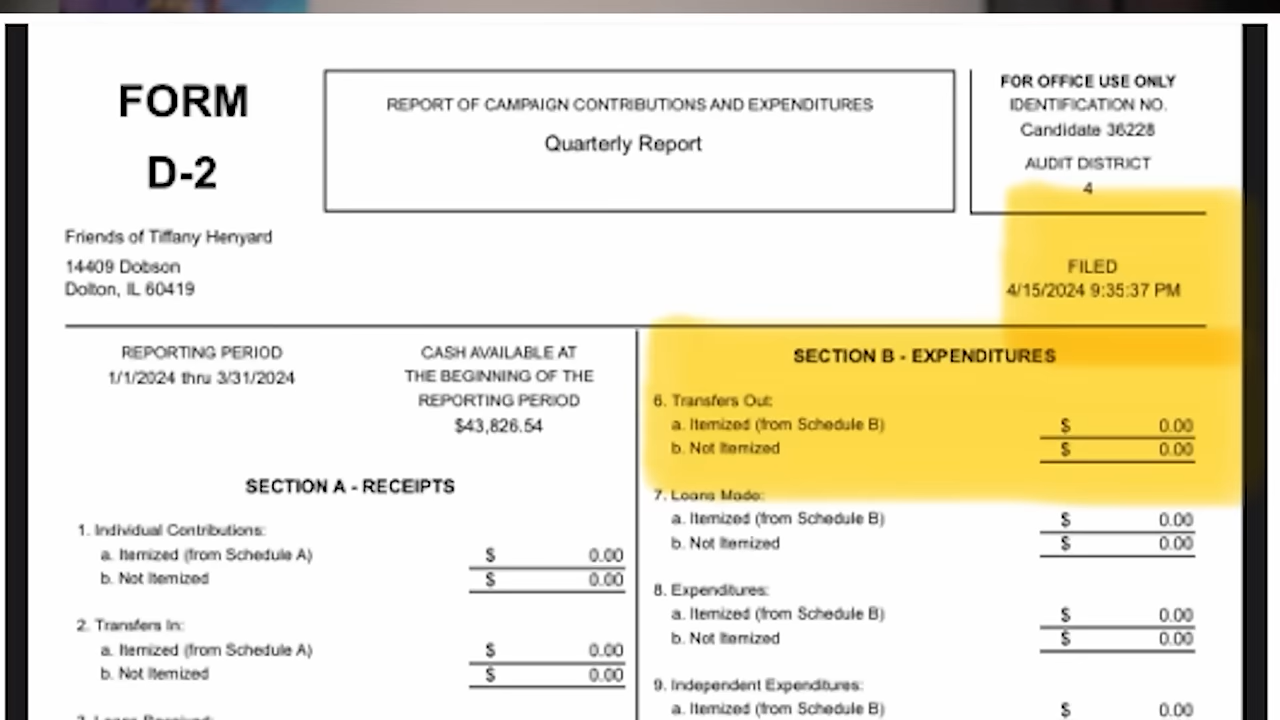 FORM
D-2
REPORT OF CAMPAIGN CONTRIBUTIONS AND EXPENDITURES
Quarterly Report
FOR OFFICE USE ONLY
IDENTIFICATION NO.
Candidate 36228
AUDIT DISTRICT
4
Friends of Tiffany Henyard
14409 Dobson
Dolton, IL 60419
FILED
4/15/2024 9:35:37 PM
REPORTING PERIOD
1/1/2024 thru 3/31/2024
CASH AVAILABLE AT
THE BEGINNING OF THE
REPORTING PERIOD
$43,826.54
SECTION A - RECEIPTS
1. Individual Contributions:
a. Itemized (from Schedule A) $ 0.00
b. Not Itemized $ 0.00
2. Transfers In:
a. Itemized (from Schedule A) $ 0.00
b. Not Itemized $ 0.00
3. Loans Received:
SECTION B - EXPENDITURES
6. Transfers Out:
a. Itemized (from Schedule B) $ 0.00
b. Not Itemized $ 0.00
7. Loans Made:
a. Itemized (from Schedule B) $ 0.00
b. Not Itemized $ 0.00
8. Expenditures:
a. Itemized (from Schedule B) $ 0.00
b. Not Itemized $ 0.00
9. Independent Expenditures:
a. Itemized (from Schedule B) $ 0.00